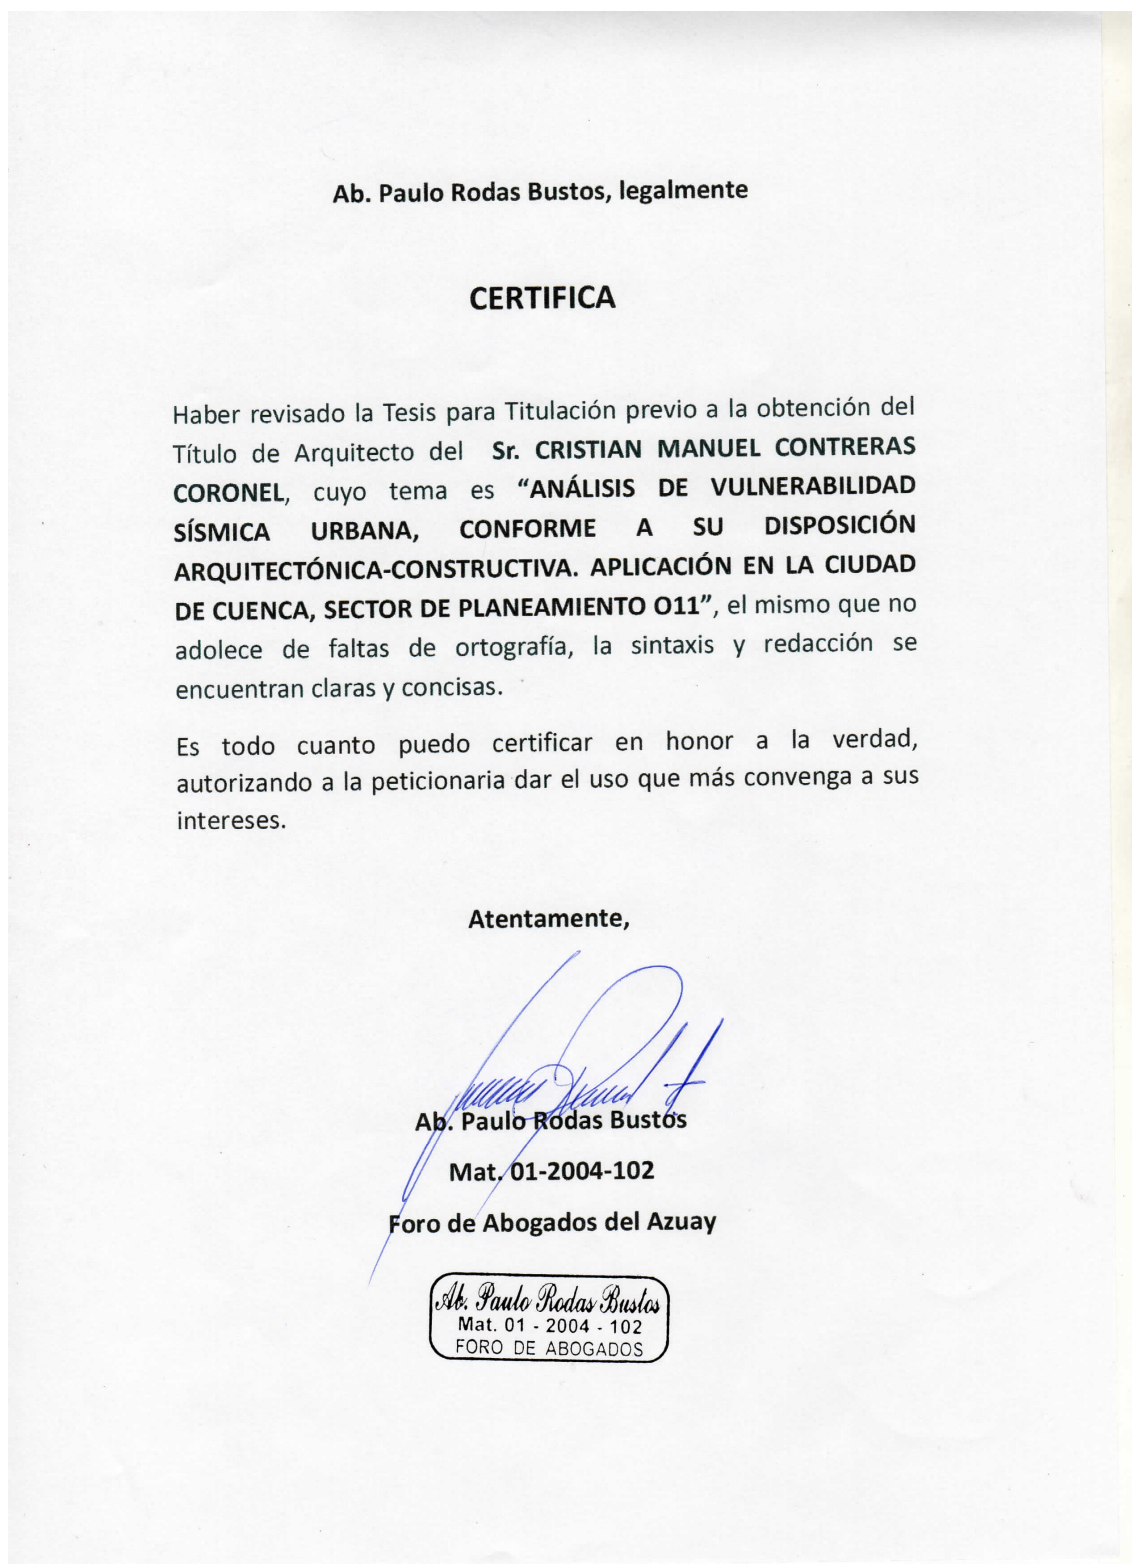 Ab. Paulo Rodas Bustos, legalmente
CERTIFICA
Haber revisado la Tesis para Titulación previo a la obtención del
Título de Arquitecto del Sr. CRISTIAN MANUEL CONTRERAS
CORONEL, cuyo tema es “ANÁLISIS DE VULNERABILIDAD
SÍSMICA URBANA, CONFORME A SU DISPOSICIÓN
ARQUITECTÓNICA-CONSTRUCTIVA. APLICACIÓN EN LA CIUDAD
DE CUENCA, SECTOR DE PLANEAMIENTO O11”, el mismo que no
adolece de faltas de ortografía, la sintaxis y redacción se
encuentran claras y concisas.
Es todo cuanto puedo certificar en honor a la verdad,
autorizando a la peticionaria dar el uso que más convenga a sus
intereses.
Atentamente,
Ab. Paulo Rodas Bustos
Mat. 01-2004-102
Foro de Abogados del Azuay
Ab. Paulo Rodas Bustos
Mat. 01 - 2004 - 102
FORO DE ABOGADOS